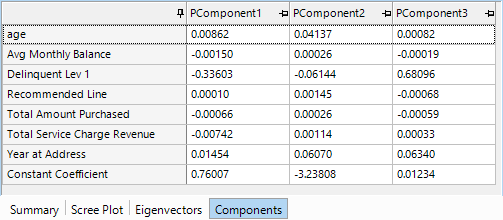 PComponent1 PComponent2 PComponent3
age 0.00862 0.04137 0.00082
Avg Monthly Balance -0.00150 0.00026 -0.00019
Delinquent Lev 1 -0.33603 -0.06144 0.68096
Recommended Line 0.00010 0.00145 -0.00068
Total Amount Purchased -0.00066 0.00026 -0.00059
Total Service Charge Revenue -0.00742 0.00114 0.00033
Year at Address 0.01454 0.06070 0.06340
Constant Coefficient 0.76007 -3.23808 0.01234
Summary Scree Plot Eigenvectors Components